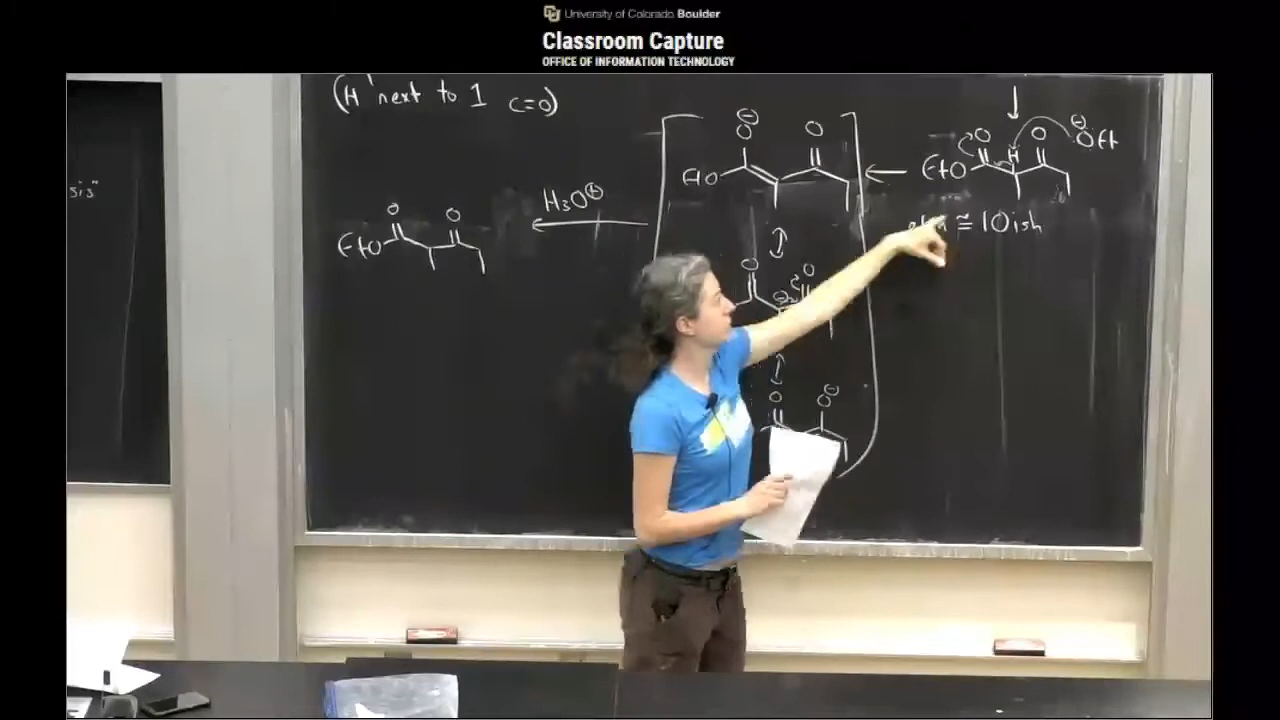 University of Colorado Boulder
Classroom Capture
OFFICE OF INFORMATION TECHNOLOGY
(H next to 1 C=O)
sis"
EtO O O
H₃O⊕
O⊖ O
EtO
EtO O H O ⊖OEt
≅ 10ish
O O
O O⊖